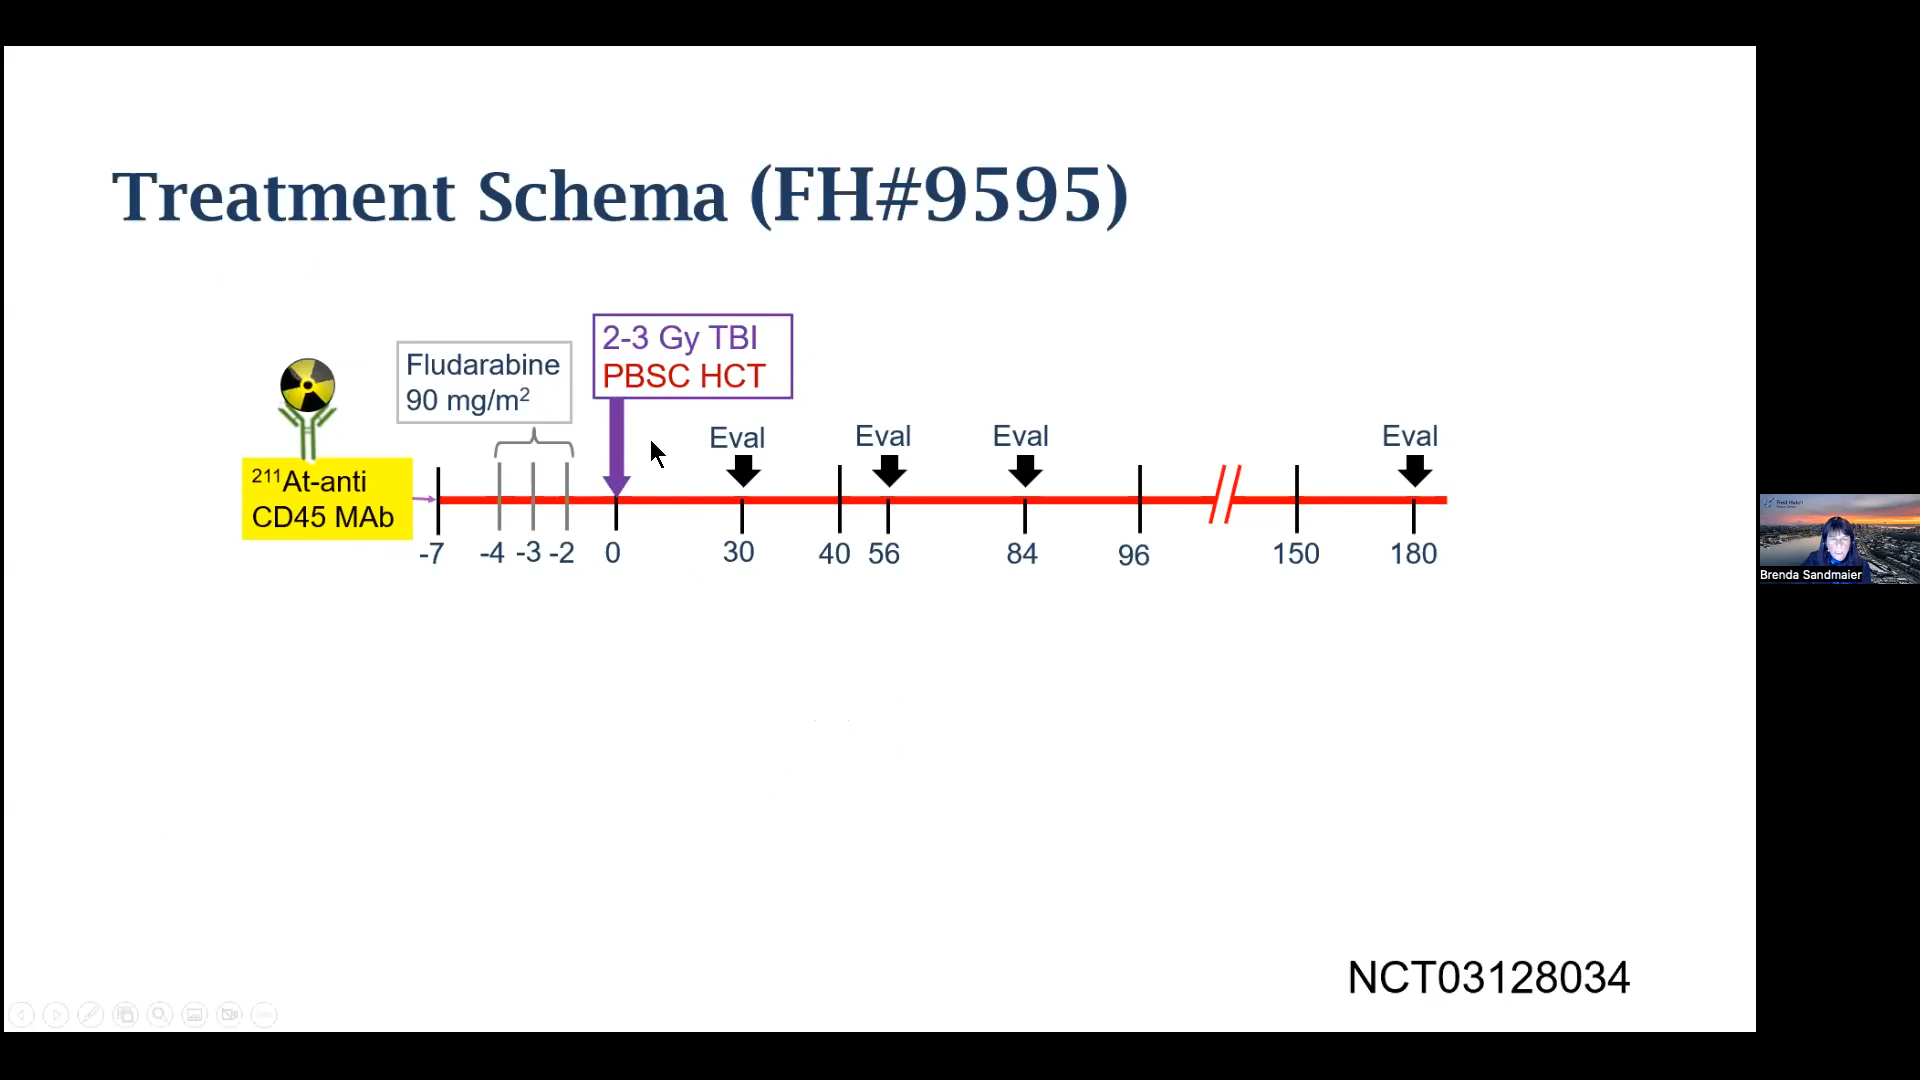 Treatment Schema (FH#9595)
2-3 Gy TBI
PBSC HCT
Fludarabine
90 mg/m²
Eval Eval Eval Eval
²¹¹At-anti
CD45 MAb
-7 -4 -3 -2 0 30 40 56 84 96 150 180
Brenda Sandmaier
NCT03128034